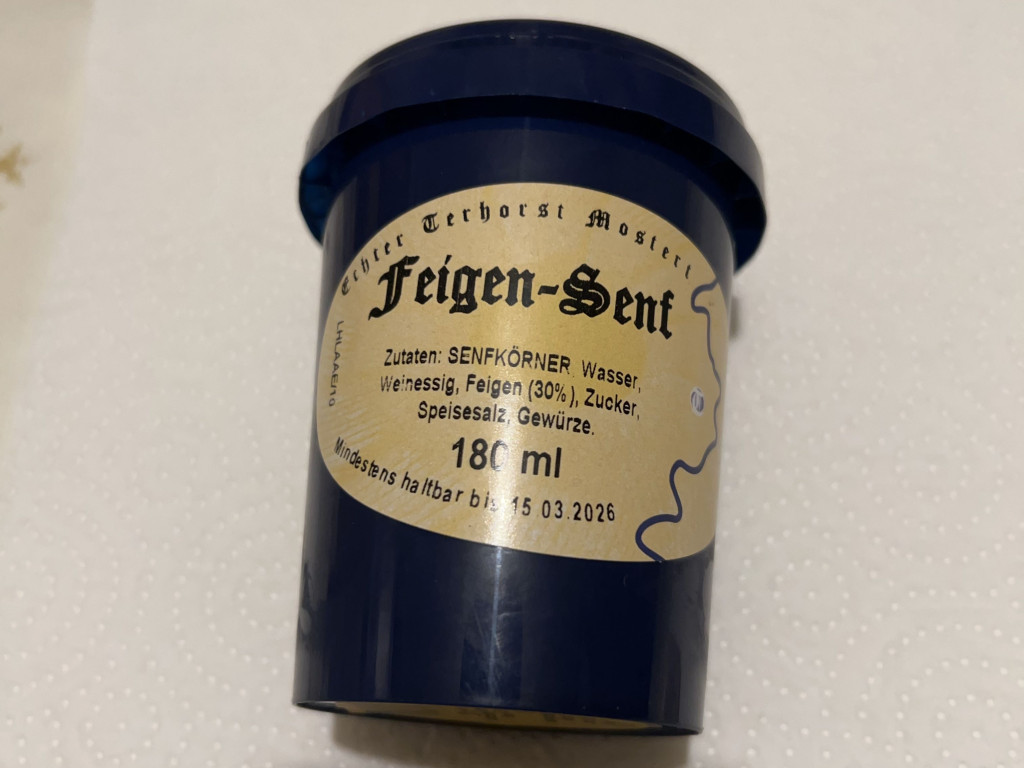 Echter Terhorst Mostert
Feigen-Senf
Zutaten: SENFKÖRNER, Wasser,
Weinessig, Feigen (30%), Zucker,
Speisesalz, Gewürze.
180 ml
Mindestens haltbar bis 15.03.2026